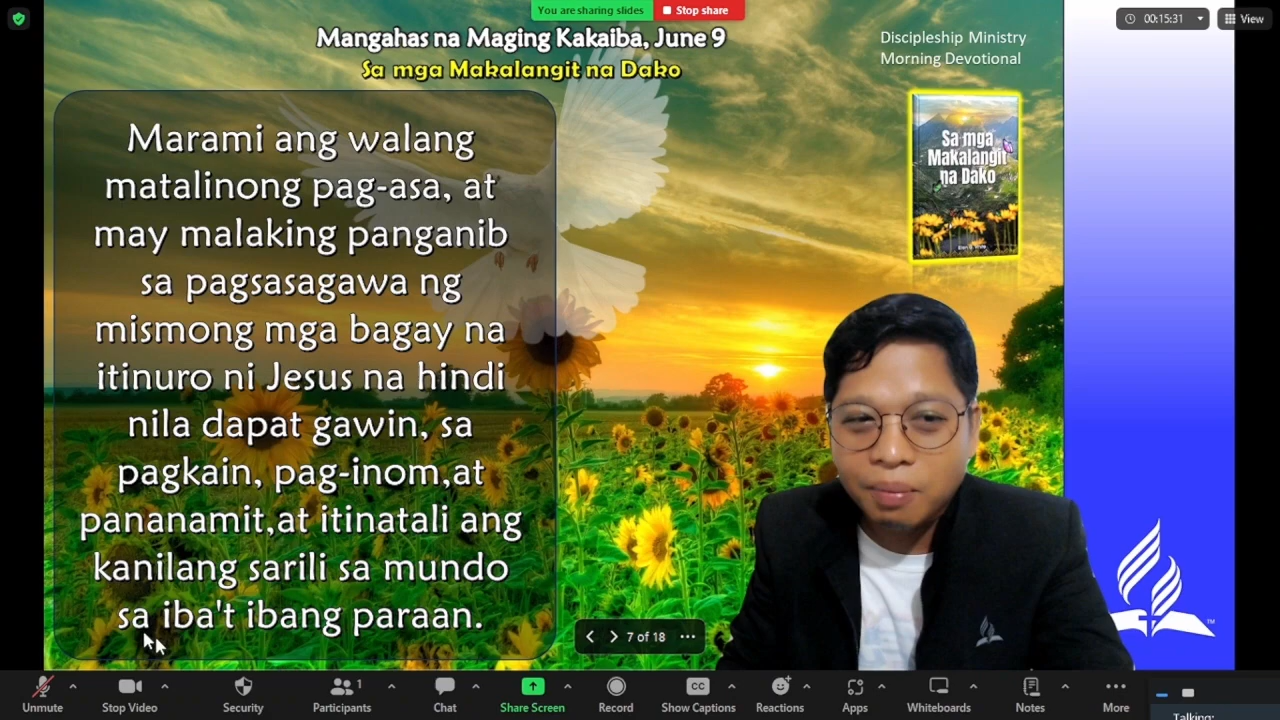 You are sharing slides
Stop share
00:15:31
View
Mangahas na Maging Kakaiba, June 9
Sa mga Makalangit na Dako
Discipleship Ministry
Morning Devotional
Sa mga
Makalangit
na Dako
Marami ang walang
matalinong pag-asa, at
may malaking panganib
sa pagsasagawa ng
mismong mga bagay na
itinuro ni Jesus na hindi
nila dapat gawin, sa
pagkain, pag-inom,at
pananamit,at itinatali ang
kanilang sarili sa mundo
sa iba't ibang paraan.
7 of 18
TM
Unmute
Stop Video
Security
1
Participants
Chat
Share Screen
Record
CC
Show Captions
Reactions
Apps
Whiteboards
Notes
More
Talking: